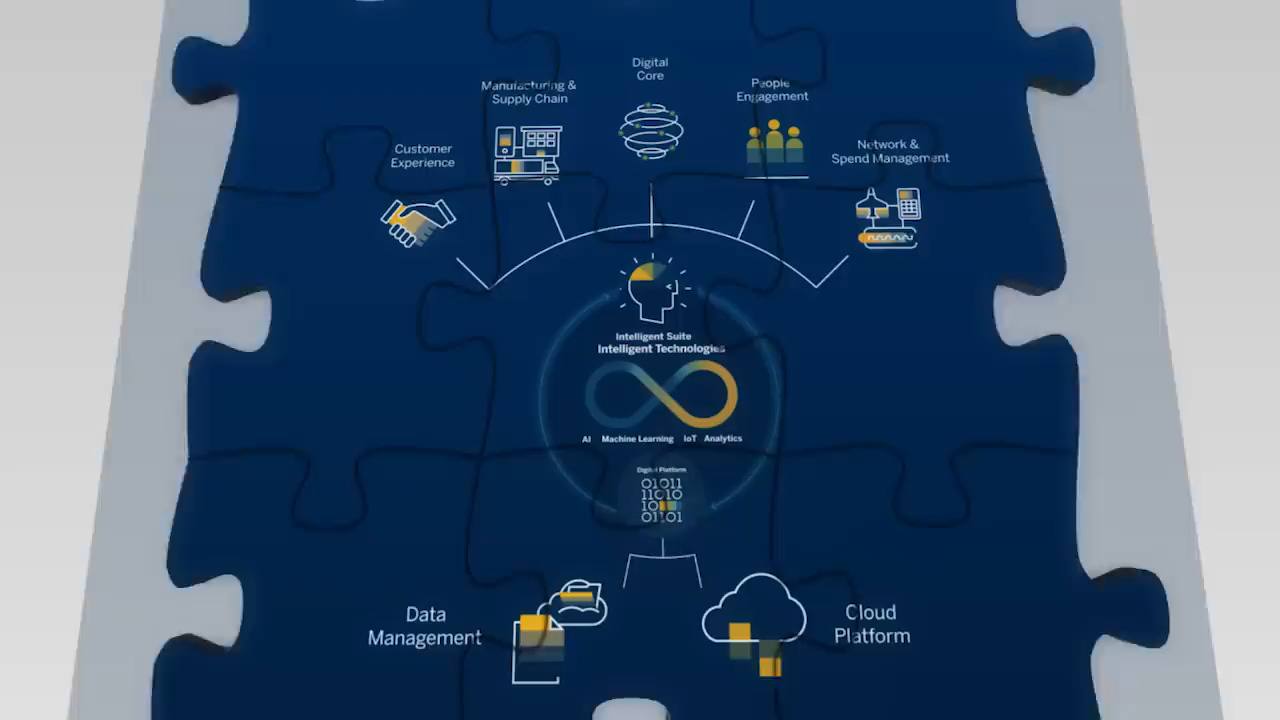 Digital
Core
Manufacturing &
Supply Chain
People
Engagement
Customer
Experience
Network &
Spend Management
Intelligent Suite
Intelligent Technologies
AI Machine Learning IoT Analytics
Digital Platform
01011
11010
10
01101
Data
Management
Cloud
Platform